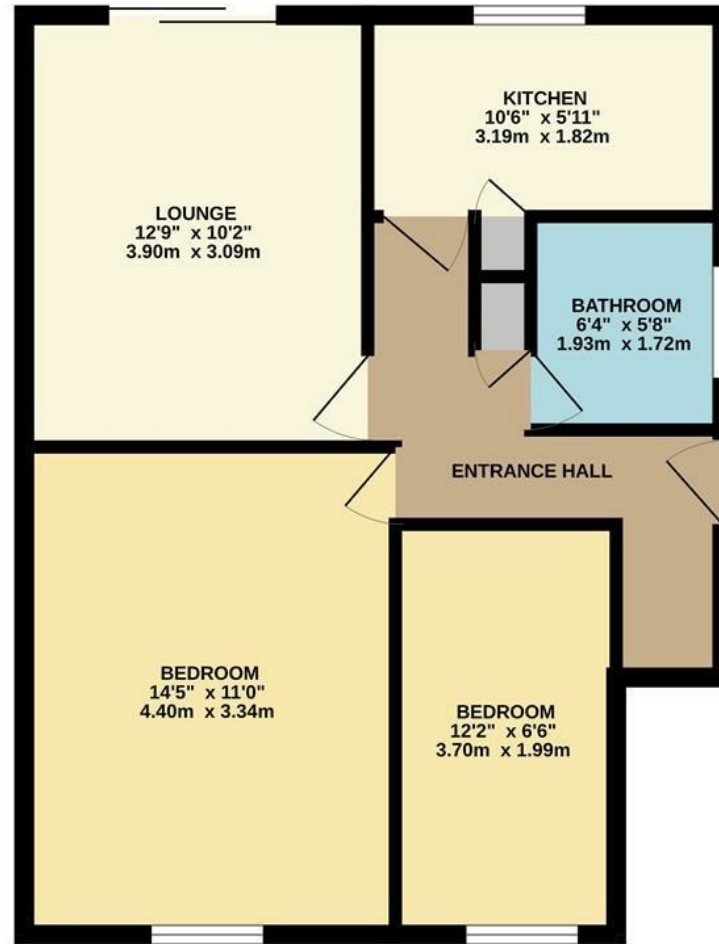 KITCHEN
10'6" x 5'11"
3.19m x 1.82m
LOUNGE
12'9" x 10'2"
3.90m x 3.09m
BATHROOM
6'4" x 5'8"
1.93m x 1.72m
ENTRANCE HALL
BEDROOM
14'5" x 11'0"
4.40m x 3.34m
BEDROOM
12'2" x 6'6"
3.70m x 1.99m